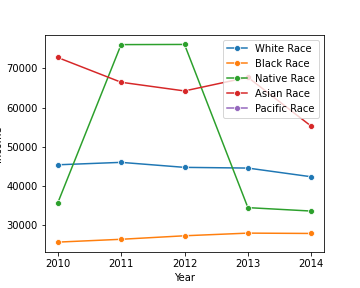 White Race
Black Race
Native Race
Asian Race
Pacific Race
70000
60000
50000
40000
30000
2010
2011
2012
2013
2014
Year